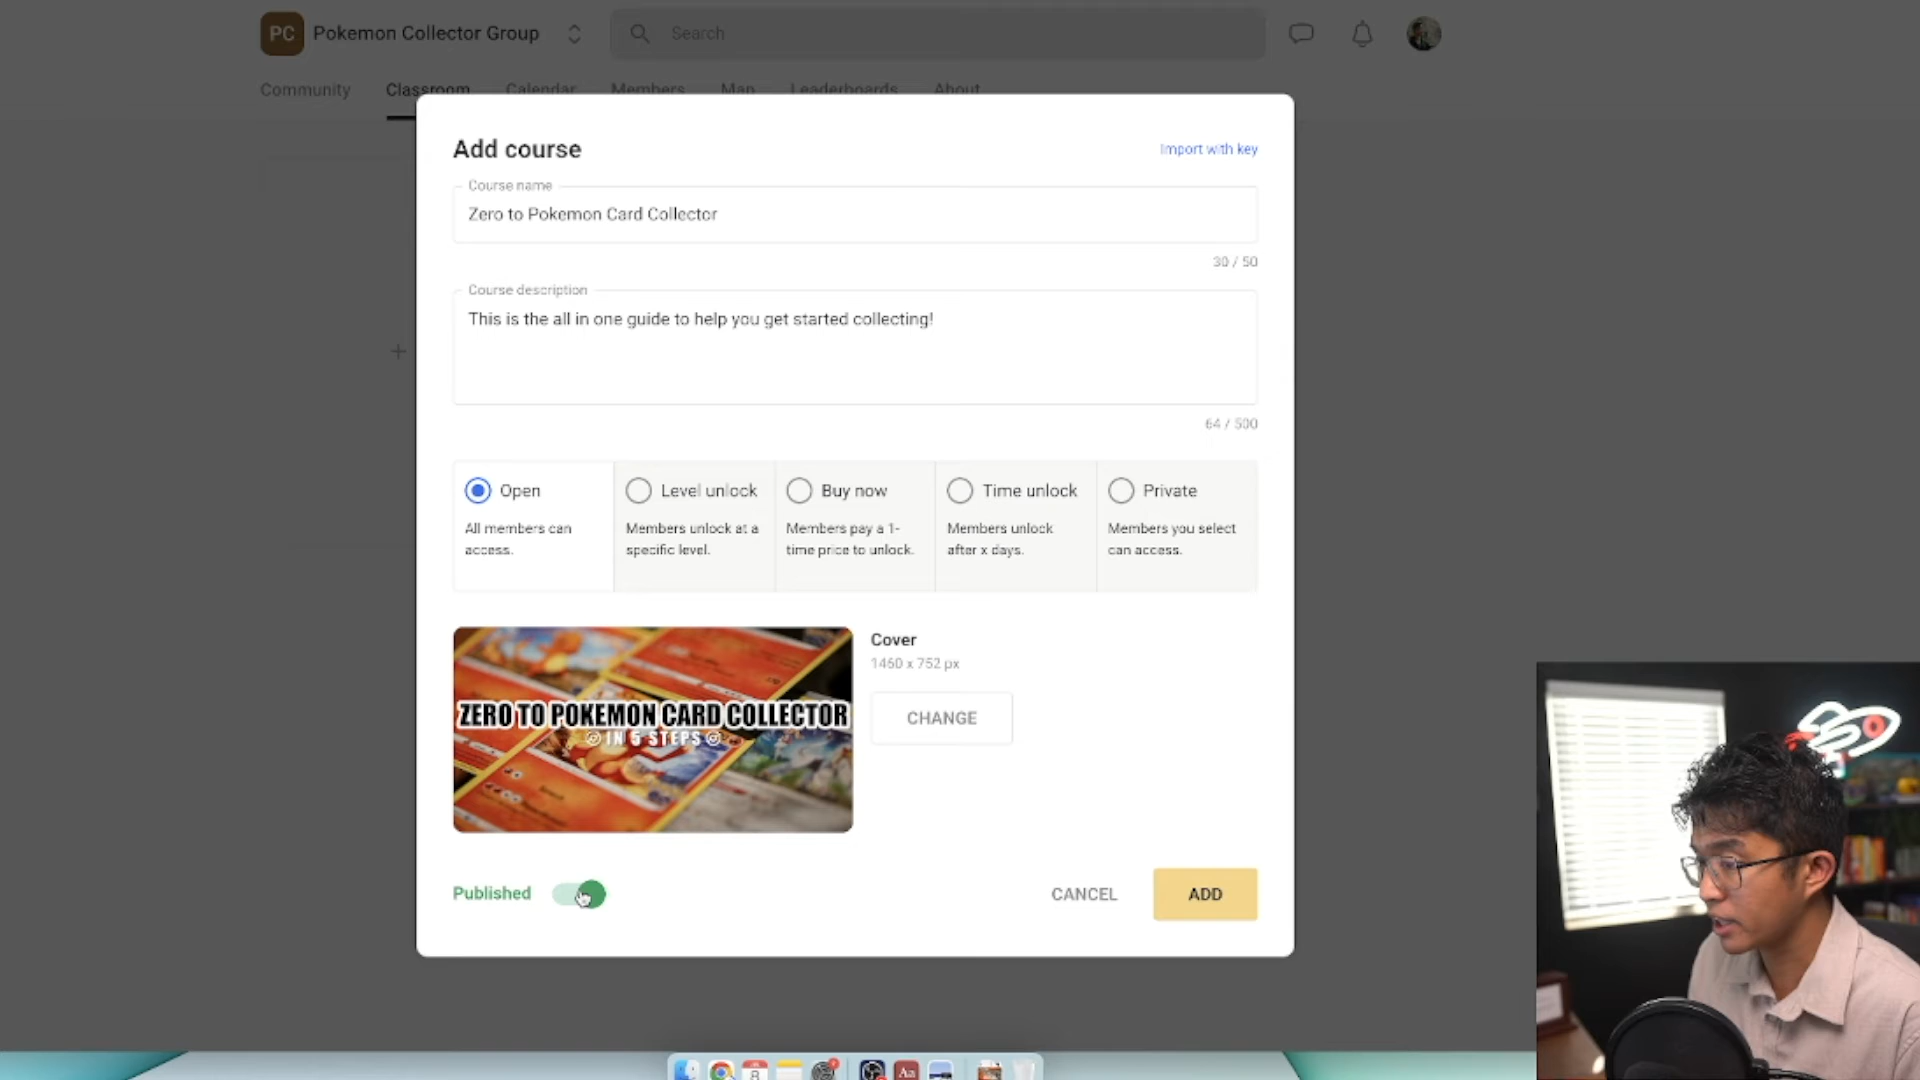 PC Pokemon Collector Group
Search
Community Classroom Calendar Members Map Leaderboards About
Add course
Import with key
Course name
Zero to Pokemon Card Collector
30 / 50
Course description
This is the all in one guide to help you get started collecting!
64 / 500
Open
All members can
access.
Level unlock
Members unlock at a
specific level.
Buy now
Members pay a 1-
time price to unlock.
Time unlock
Members unlock
after x days.
Private
Members you select
can access.
ZERO TO POKEMON CARD COLLECTOR
IN 5 STEPS
Cover
1460 x 752 px
CHANGE
Published
CANCEL
ADD
8
Aa